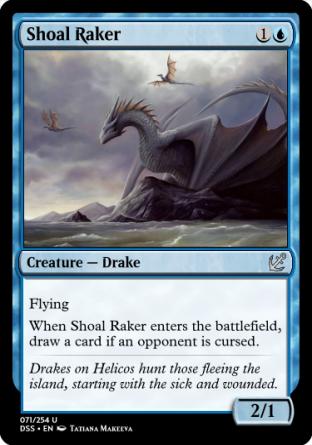 Shoal Raker 1
Creature — Drake
Flying
When Shoal Raker enters the battlefield,
draw a card if an opponent is cursed.
Drakes on Helicos hunt those fleeing the
island, starting with the sick and wounded.
2/1
071/254 U
DSS • EN Tatiana Makeeva